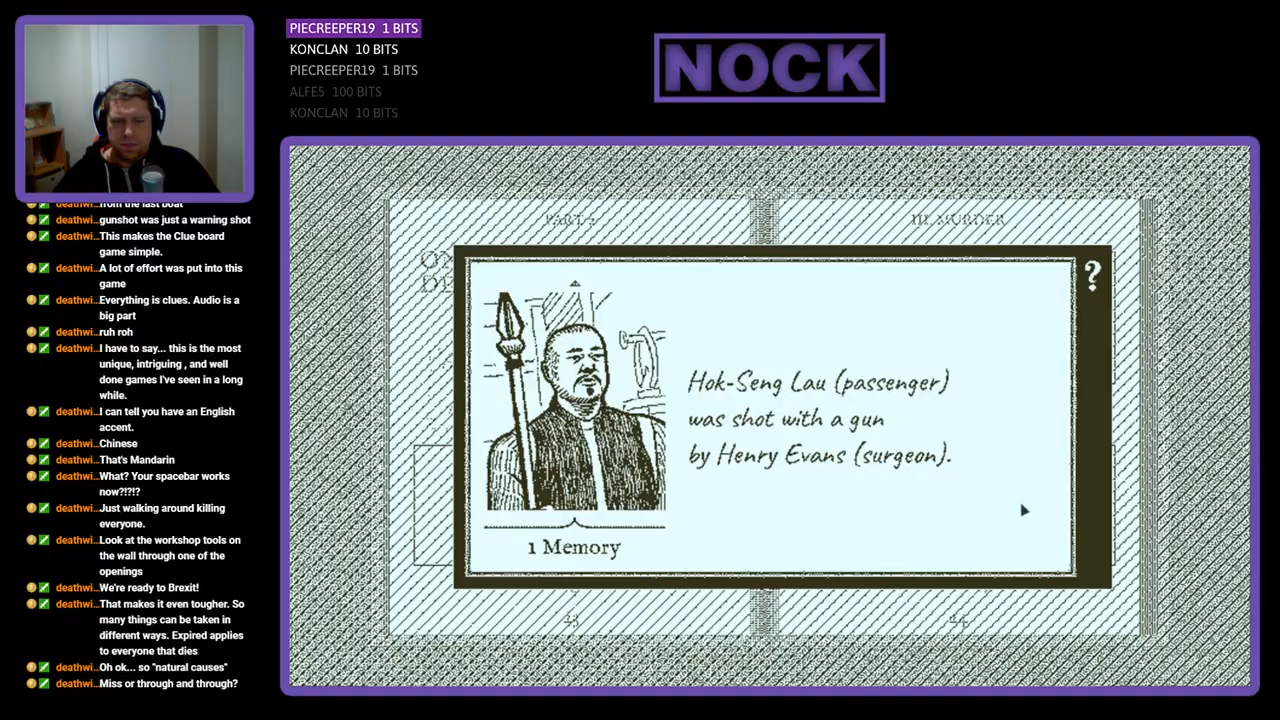 PIECREEPER19 1 BITS
KONCLAN 10 BITS
PIECREEPER19 1 BITS
ALFE5 100 BITS
KONCLAN 10 BITS
NOCK
from the last boat
deathwi... gunshot was just a warning shot
deathwi... This makes the Clue board
game simple.
deathwi... A lot of effort was put into this
game
deathwi... Everything is clues. Audio is a
big part
deathwi... ruh roh
deathwi... I have to say... this is the most
unique, intriguing , and well
done games I've seen in a long
while.
deathwi... I can tell you have an English
accent.
deathwi... Chinese
deathwi... That's Mandarin
deathwi... What? Your spacebar works
now?!?!?
deathwi... Just walking around killing
everyone.
deathwi... Look at the workshop tools on
the wall through one of the
openings
deathwi... We're ready to Brexit!
deathwi... That makes it even tougher. So
many things can be taken in
different ways. Expired applies
to everyone that dies
deathwi... Oh ok... so "natural causes"
deathwi... Miss or through and through?
III. MURDER
?
Hok-Seng Lau (passenger)
was shot with a gun
by Henry Evans (surgeon).
1 Memory
23
24